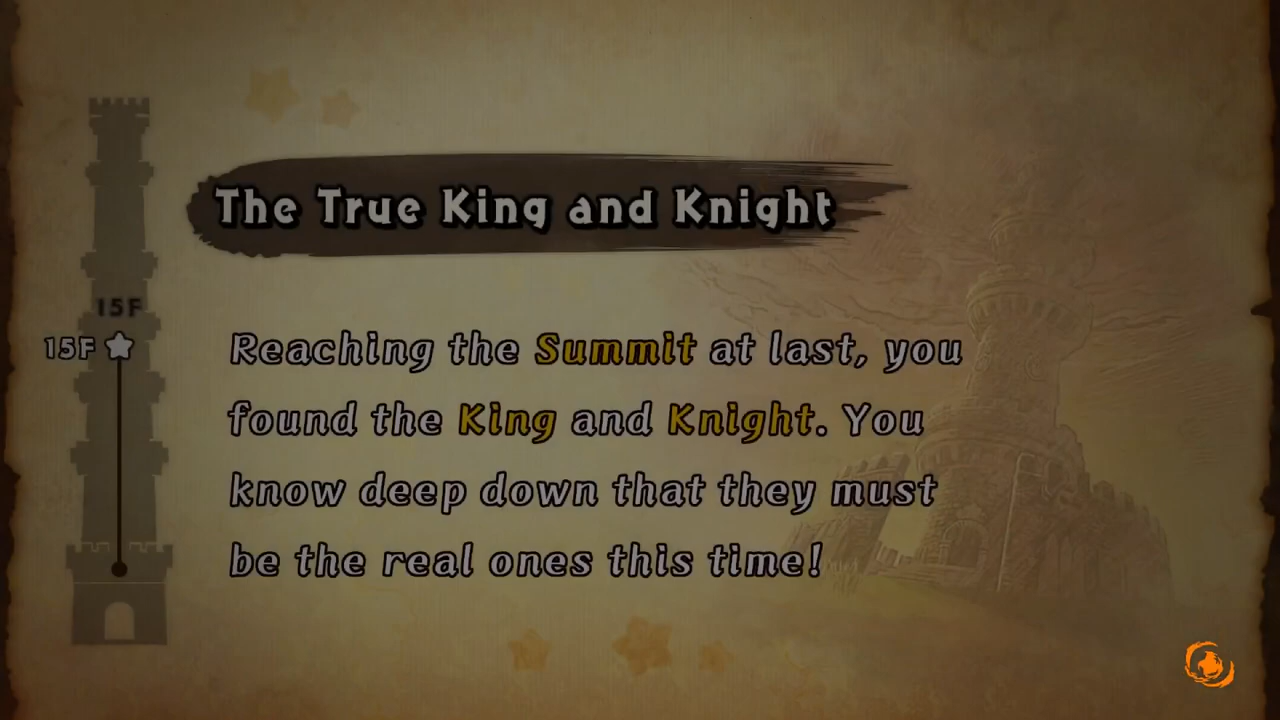 The True King and Knight
15F
15F
Reaching the Summit at last, you
found the King and Knight. You
know deep down that they must
be the real ones this time!